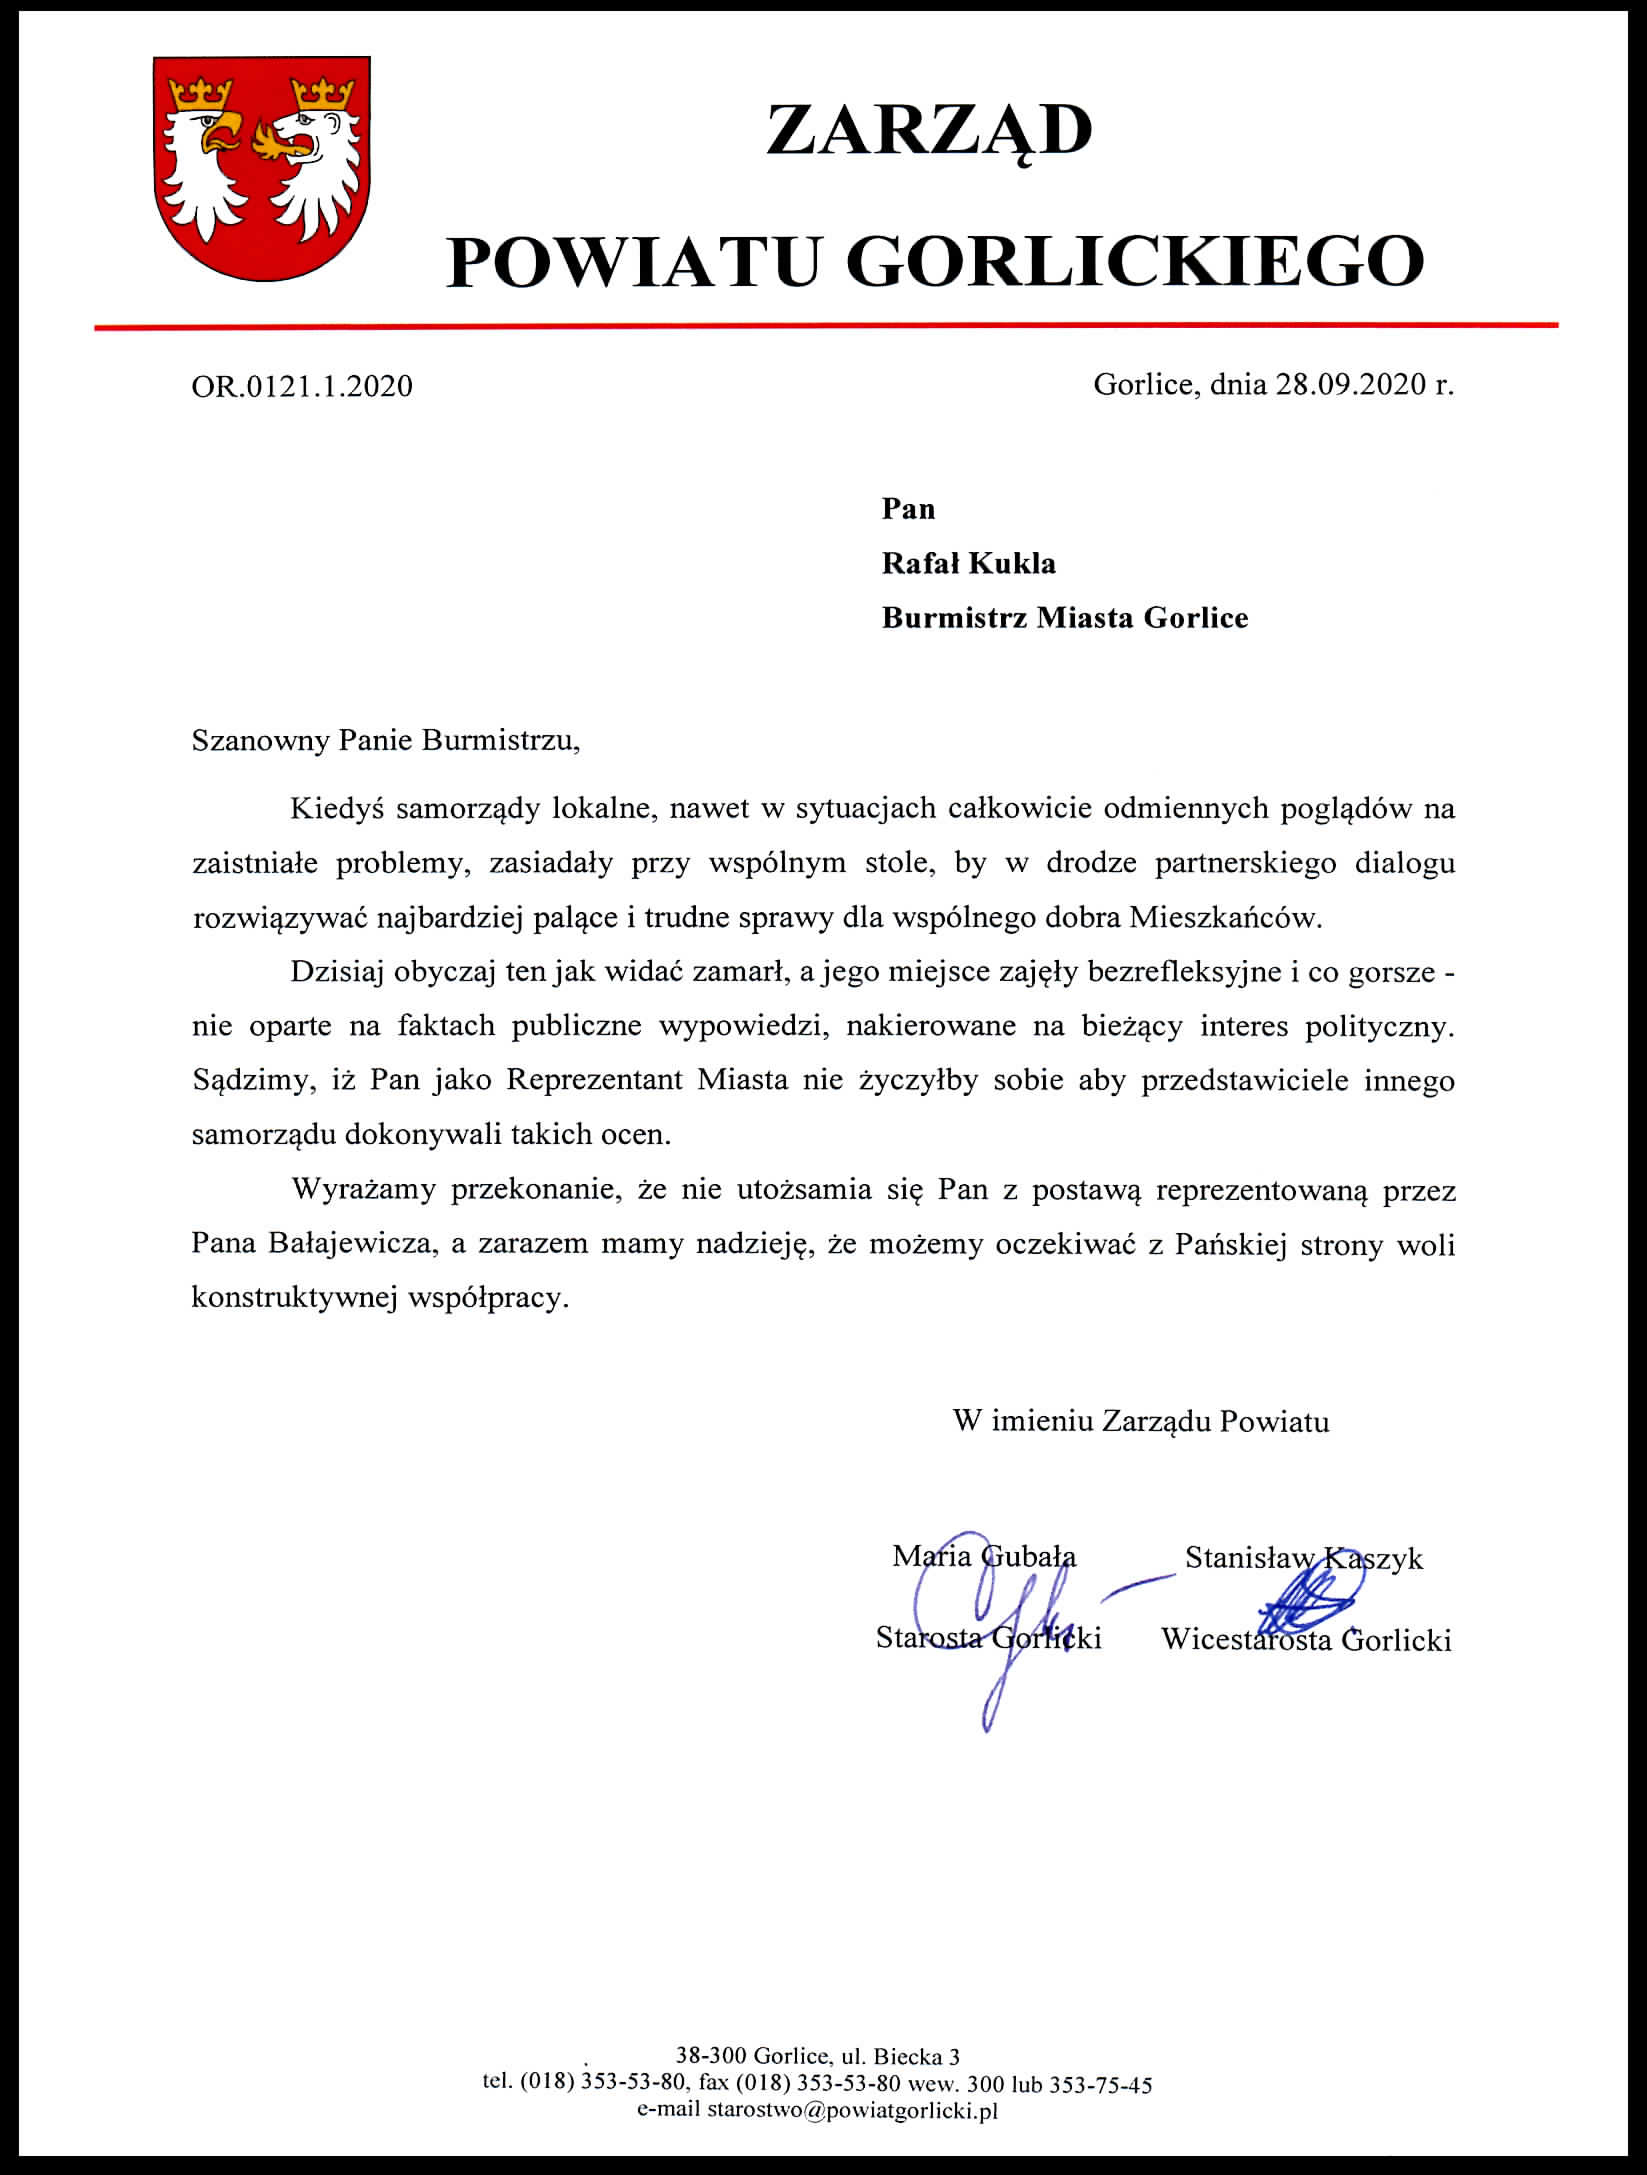 ZARZĄD
POWIATU GORLICKIEGO
OR.0121.1.2020
Gorlice, dnia 28.09.2020 r.
Pan
Rafał Kukla
Burmistrz Miasta Gorlice
Szanowny Panie Burmistrzu,
Kiedyś samorządy lokalne, nawet w sytuacjach całkowicie odmiennych poglądów na
zaistniałe problemy, zasiadały przy wspólnym stole, by w drodze partnerskiego dialogu
rozwiązywać najbardziej palące i trudne sprawy dla wspólnego dobra Mieszkańców.
Dzisiaj obyczaj ten jak widać zamarł, a jego miejsce zajęły bezrefleksyjne i co gorsze -
nie oparte na faktach publiczne wypowiedzi, nakierowane na bieżący interes polityczny.
Sądzimy, iż Pan jako Reprezentant Miasta nie życzyłby sobie aby przedstawiciele innego
samorządu dokonywali takich ocen.
Wyrażamy przekonanie, że nie utożsamia się Pan z postawą reprezentowaną przez
Pana Bałajewicza, a zarazem mamy nadzieję, że możemy oczekiwać z Pańskiej strony woli
konstruktywnej współpracy.
W imieniu Zarządu Powiatu
Maria Gubała Stanisław Kaszyk
Starosta Gorlicki Wicestarosta Gorlicki
38-300 Gorlice, ul. Biecka 3
tel. (018) 353-53-80, fax (018) 353-53-80 wew. 300 lub 353-75-45
e-mail starostwo@powiatgorlicki.pl